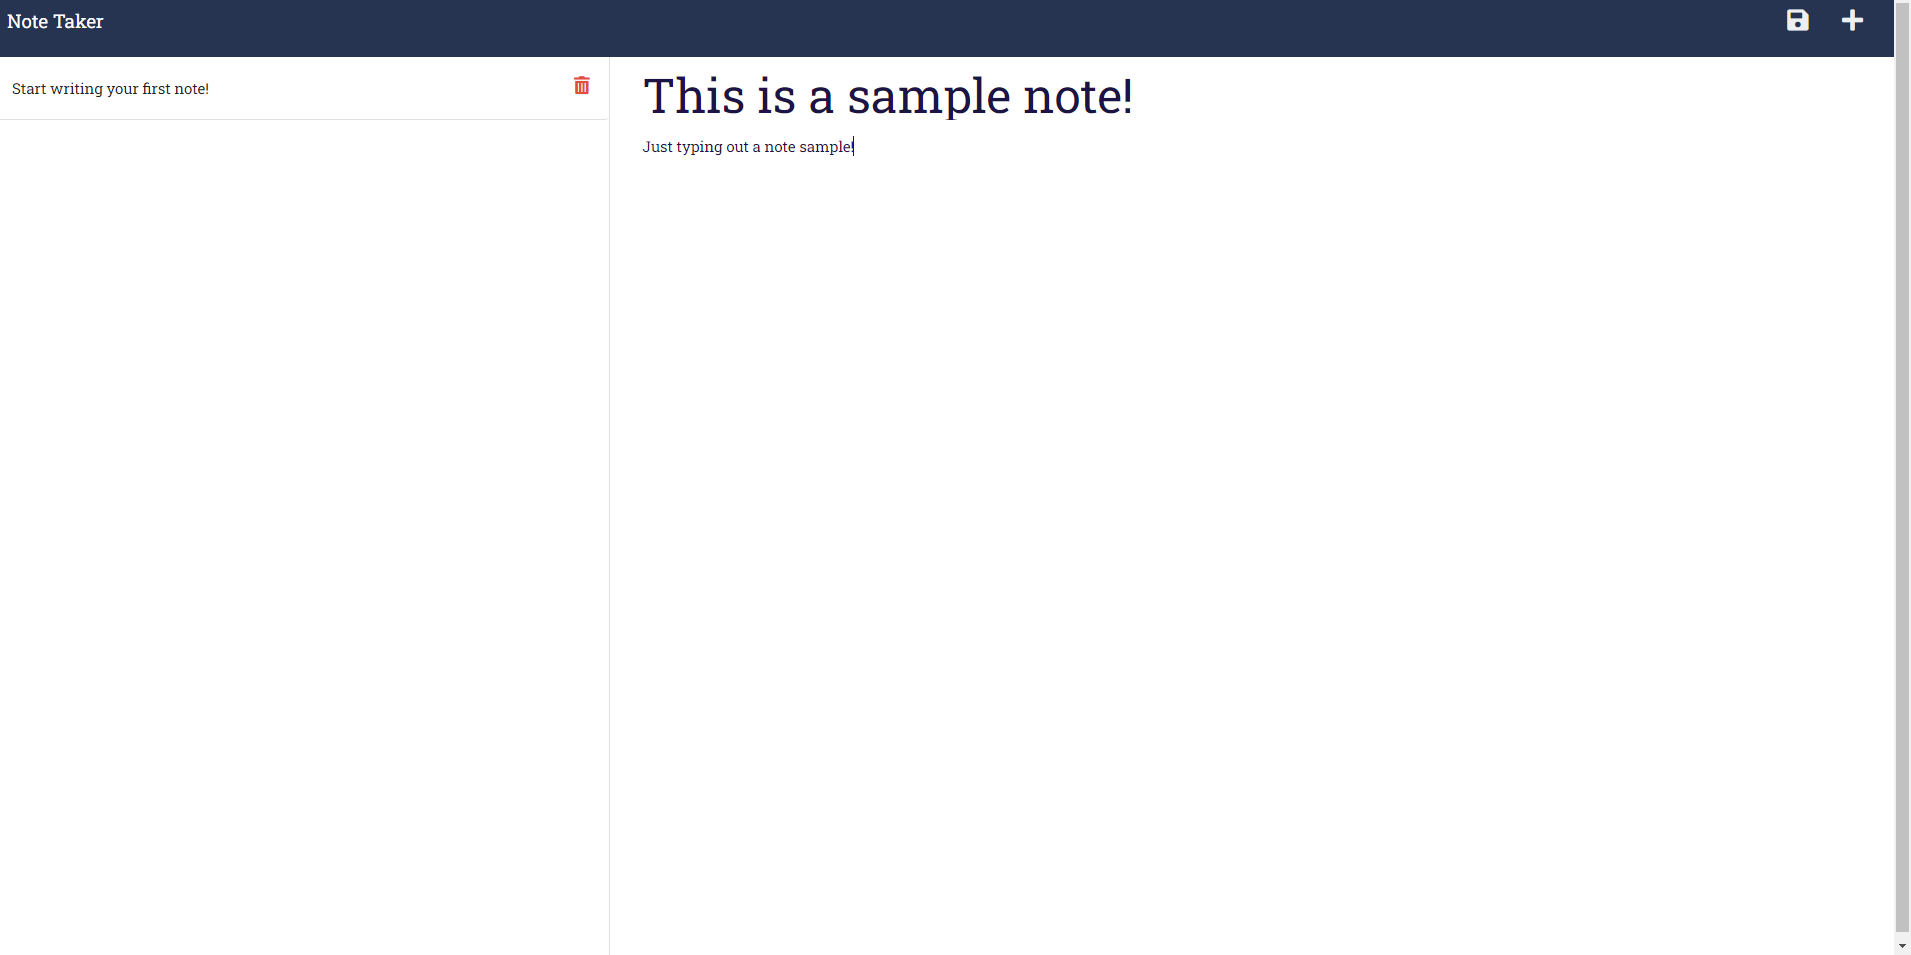 Note Taker
Start writing your first note!
This is a sample note!
Just typing out a note sample!